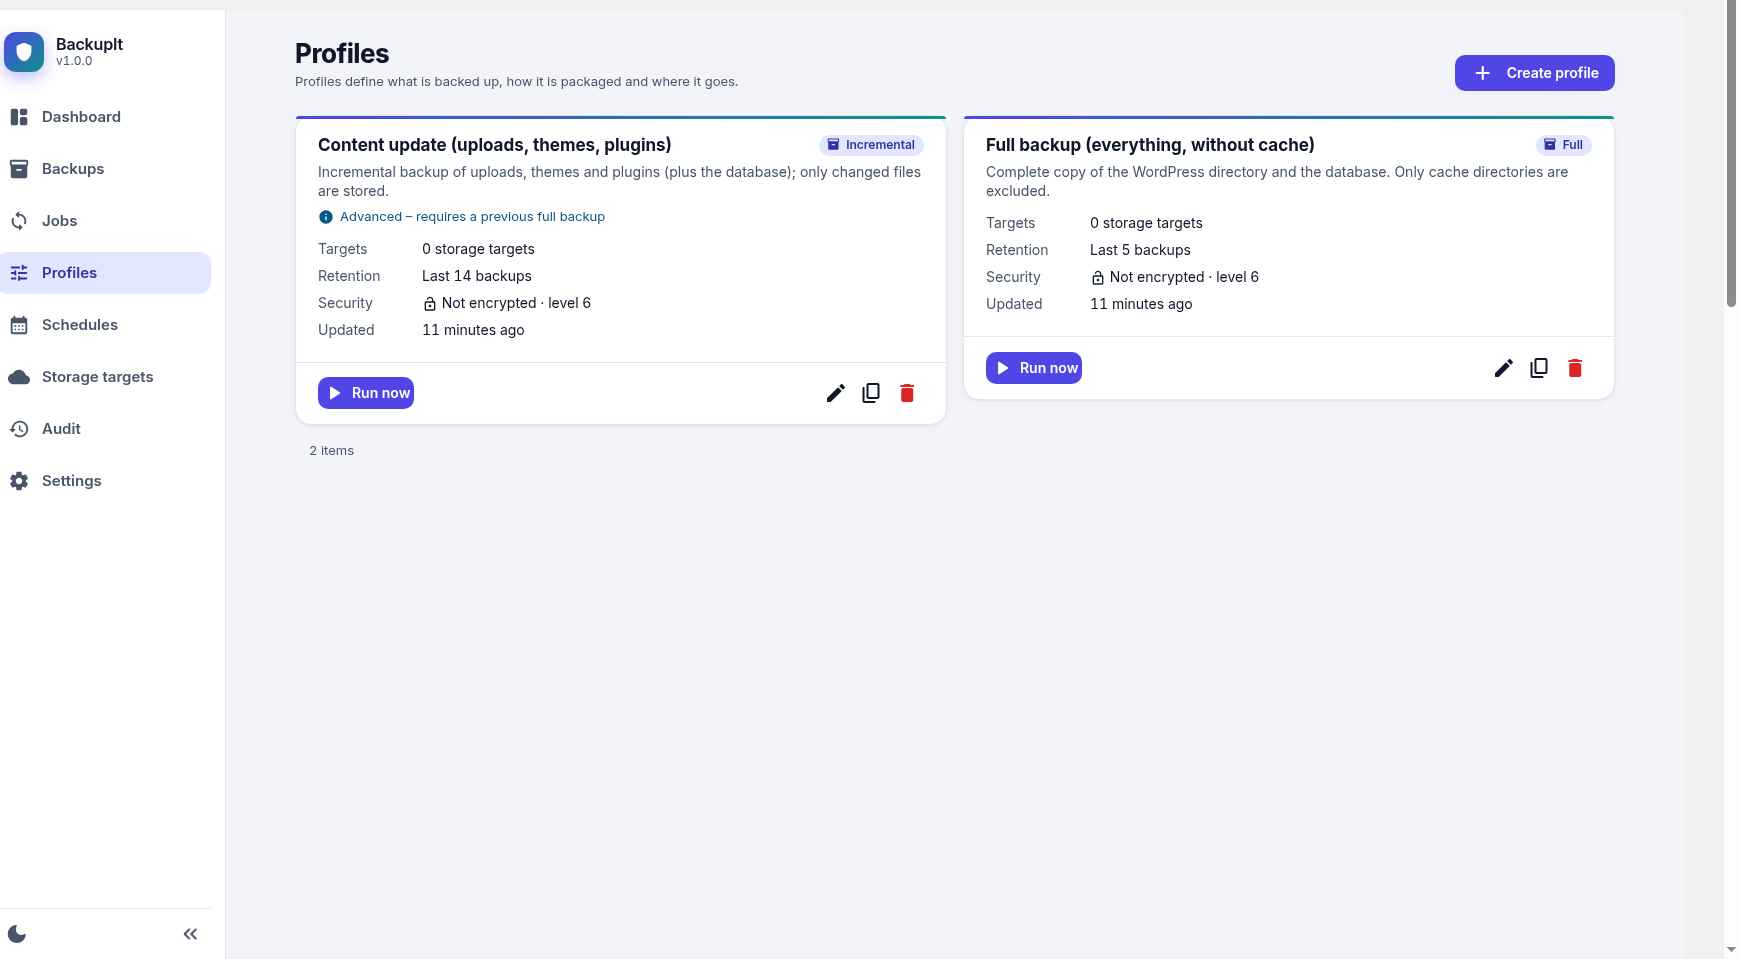 BackupIt
v1.0.0
Dashboard
Backups
Jobs
Profiles
Schedules
Storage targets
Audit
Settings
Profiles
Profiles define what is backed up, how it is packaged and where it goes.
Create profile
Content update (uploads, themes, plugins)
Incremental
Incremental backup of uploads, themes and plugins (plus the database); only changed files
are stored.
Advanced – requires a previous full backup
Targets 0 storage targets
Retention Last 14 backups
Security Not encrypted · level 6
Updated 11 minutes ago
Run now
Full backup (everything, without cache)
Full
Complete copy of the WordPress directory and the database. Only cache directories are
excluded.
Targets 0 storage targets
Retention Last 5 backups
Security Not encrypted · level 6
Updated 11 minutes ago
Run now
2 items